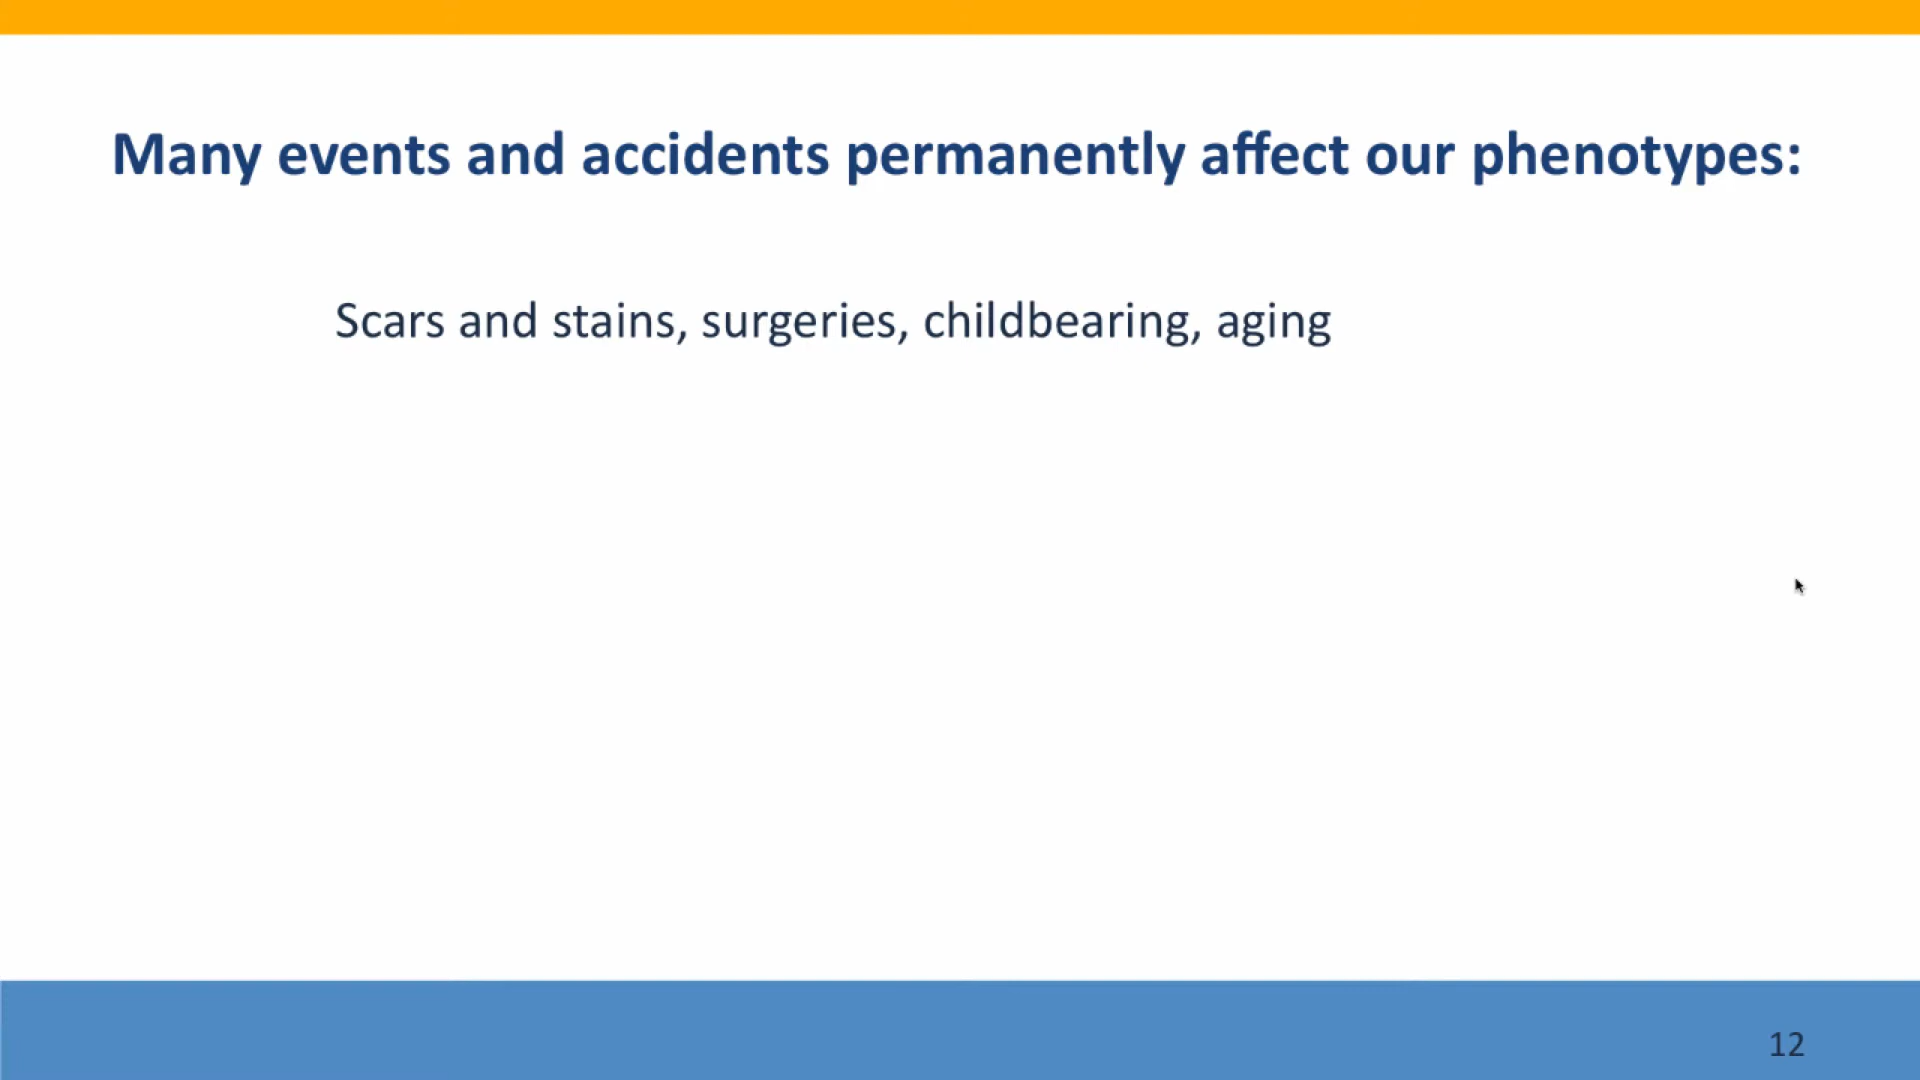 Many events and accidents permanently affect our phenotypes:
Scars and stains, surgeries, childbearing, aging
12